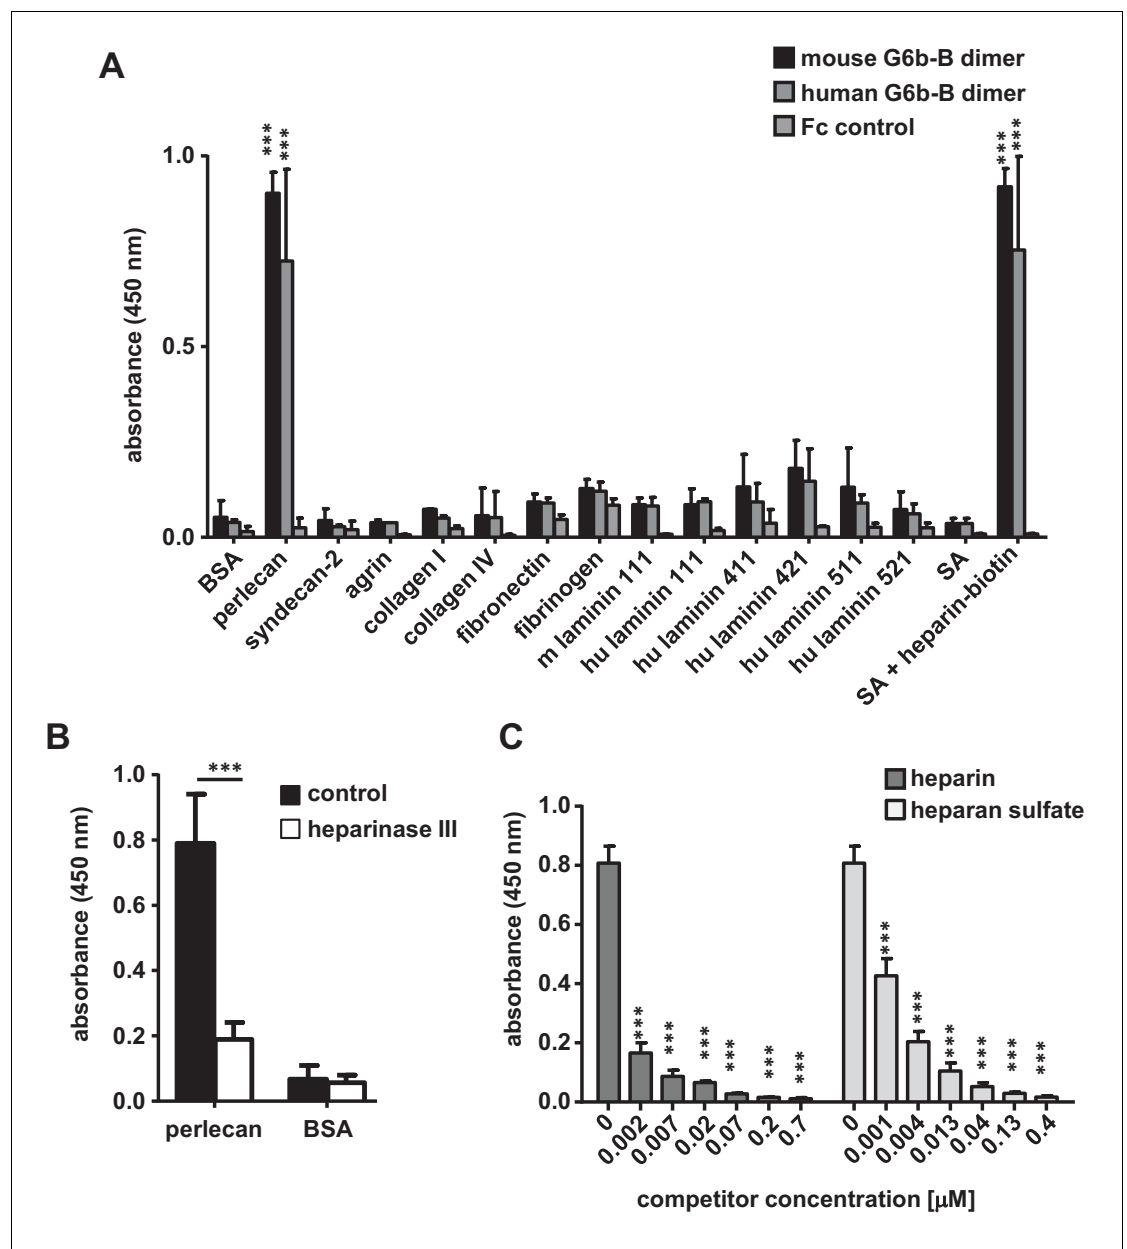 A
mouse G6b-B dimer
human G6b-B dimer
Fc control
absorbance (450 nm)
1.0
0.5
0.0
*** ***
*** ***
BSA
perlecan
syndecan-2
agrin
collagen I
collagen IV
fibronectin
fibrinogen
m laminin 111
hu laminin 111
hu laminin 411
hu laminin 421
hu laminin 511
hu laminin 521
SA
SA + heparin-biotin
B
control
heparinase III
absorbance (450 nm)
1.0
0.8
0.6
0.4
0.2
0.0
***
perlecan BSA
C
heparin
heparan sulfate
absorbance (450 nm)
1.0
0.8
0.6
0.4
0.2
0.0
*** *** *** *** *** ***
*** *** *** *** *** ***
0 0.002 0.007 0.02 0.07 0.2 0.7
0 0.001 0.004 0.013 0.04 0.13 0.4
competitor concentration [µM]